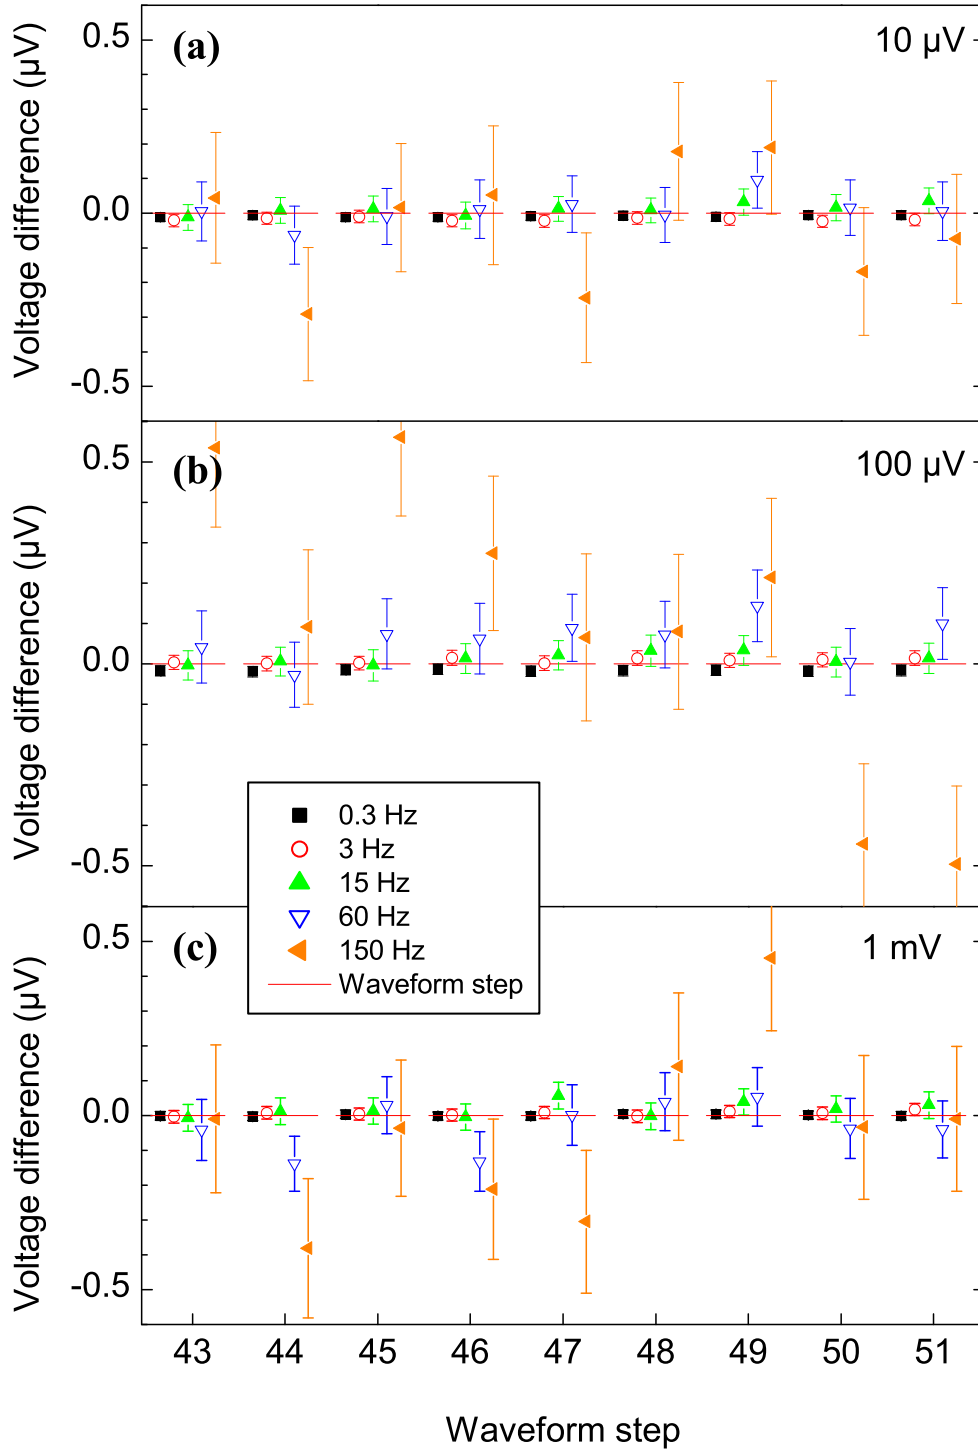 (a)
10 µV
0.5
0.0
-0.5
Voltage difference (µV)
(b)
100 µV
0.5
0.0
-0.5
Voltage difference (µV)
0.3 Hz
3 Hz
15 Hz
60 Hz
150 Hz
Waveform step
(c)
1 mV
0.5
0.0
-0.5
Voltage difference (µV)
43 44 45 46 47 48 49 50 51
Waveform step